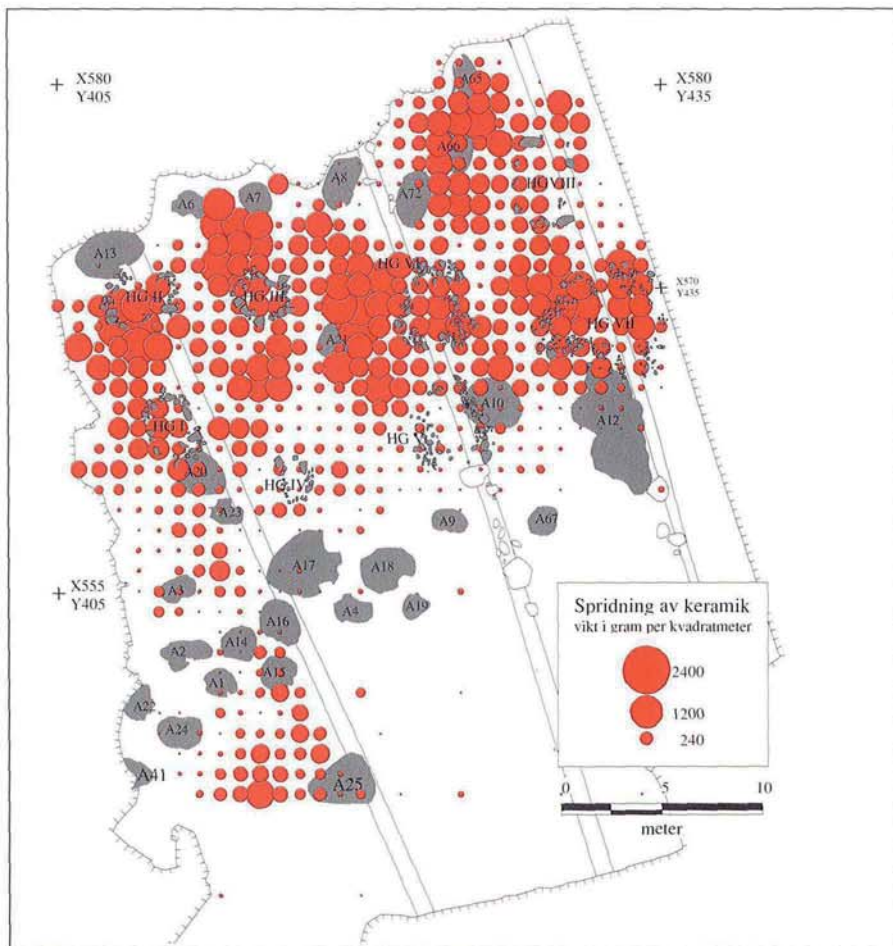 X580
Y405
X580
Y435
A65
A66
HG VIII
A8
A72
A6
A7
A13
HG VI
HG II
HG III
X570
Y435
HG VII
A21
A10
A12
HG I
HG V
A20
HG IV
A23
A9
A67
A17
A18
X555
Y405
A3
A4
A19
A16
A14
A2
A15
A1
A22
A24
A41
A25
Spridning av keramik
vikt i gram per kvadratmeter
2400
1200
240
0 5 10
meter